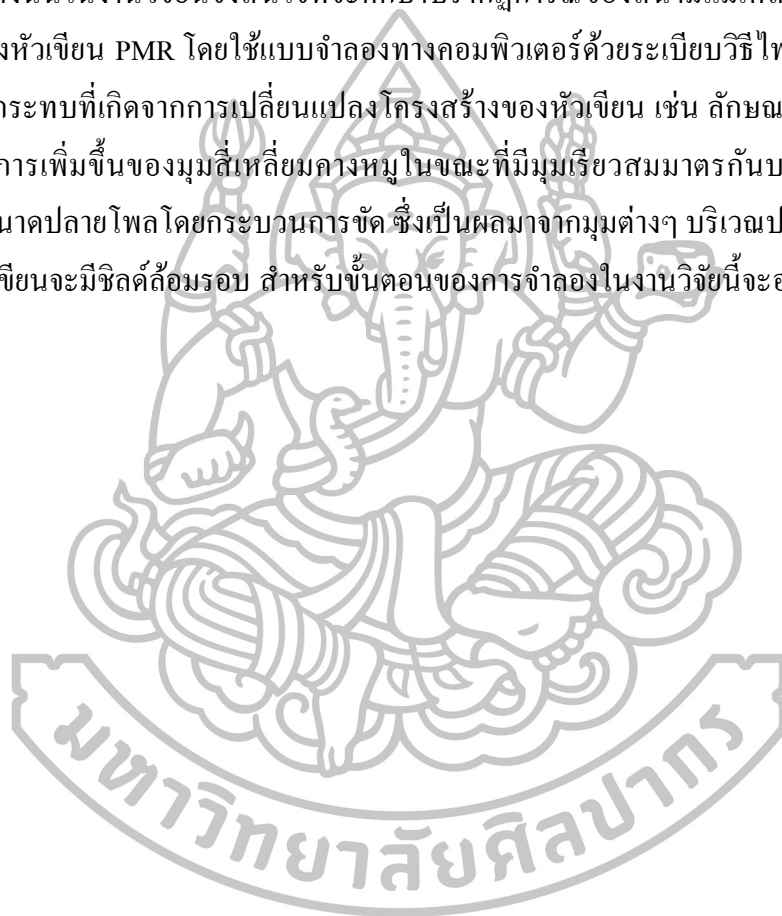 งหัวเขียน PMR โดยใช้แบบจำลองทางคอมพิวเตอร์ด้วยระเบียบวิธีไฟ
กระทบที่เกิดจากการเปลี่ยนแปลงโครงสร้างของหัวเขียน เช่น ลักษณ
การเพิ่มขึ้นของมุมสี่เหลี่ยมคางหมูในขณะที่มีมุมเรียวสมมาตรกันบ
นาดปลายโพลโดยกระบวนการขัด ซึ่งเป็นผลมาจากมุมต่างๆ บริเวณป
เขียนจะมีชิลด์ล้อมรอบ สำหรับขั้นตอนของการจำลองในงานวิจัยนี้จะอ
มหาวิทยาลัยศิลปากร